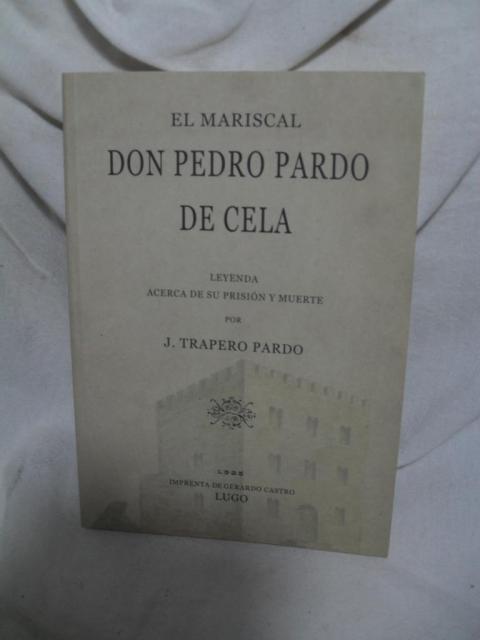 EL MARISCAL
DON PEDRO PARDO
DE CELA
LEYENDA
ACERCA DE SU PRISIÓN Y MUERTE
POR
J. TRAPERO PARDO
IMPRENTA DE GERARDO CASTRO
LUGO